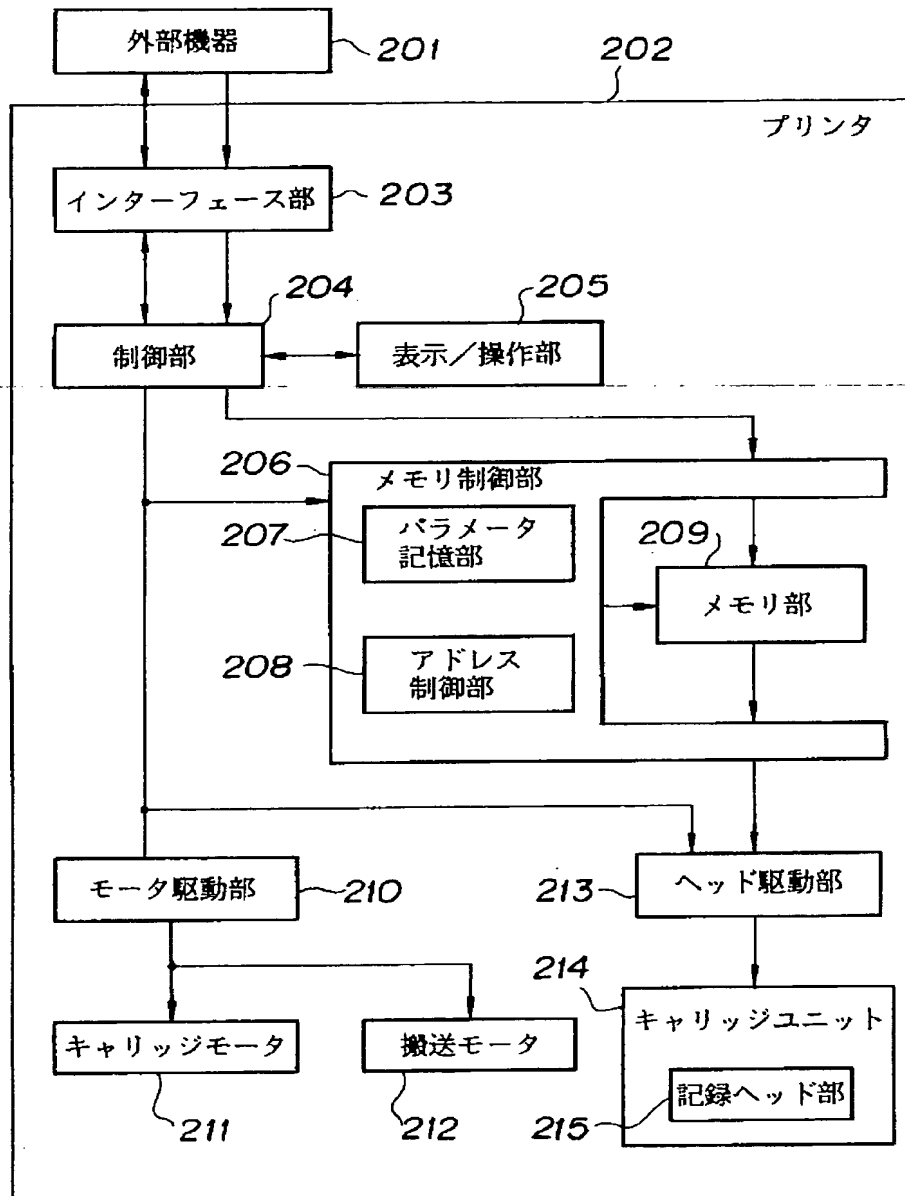 外部機器
201
202
プリンタ
インターフェース部
203
204
205
制御部
表示／操作部
206
メモリ制御部
207
パラメータ
記憶部
209
メモリ部
208
アドレス
制御部
モータ駆動部
210
213
ヘッド駆動部
214
キャリッジユニット
キャリッジモータ
搬送モータ
記録ヘッド部
211
212
215